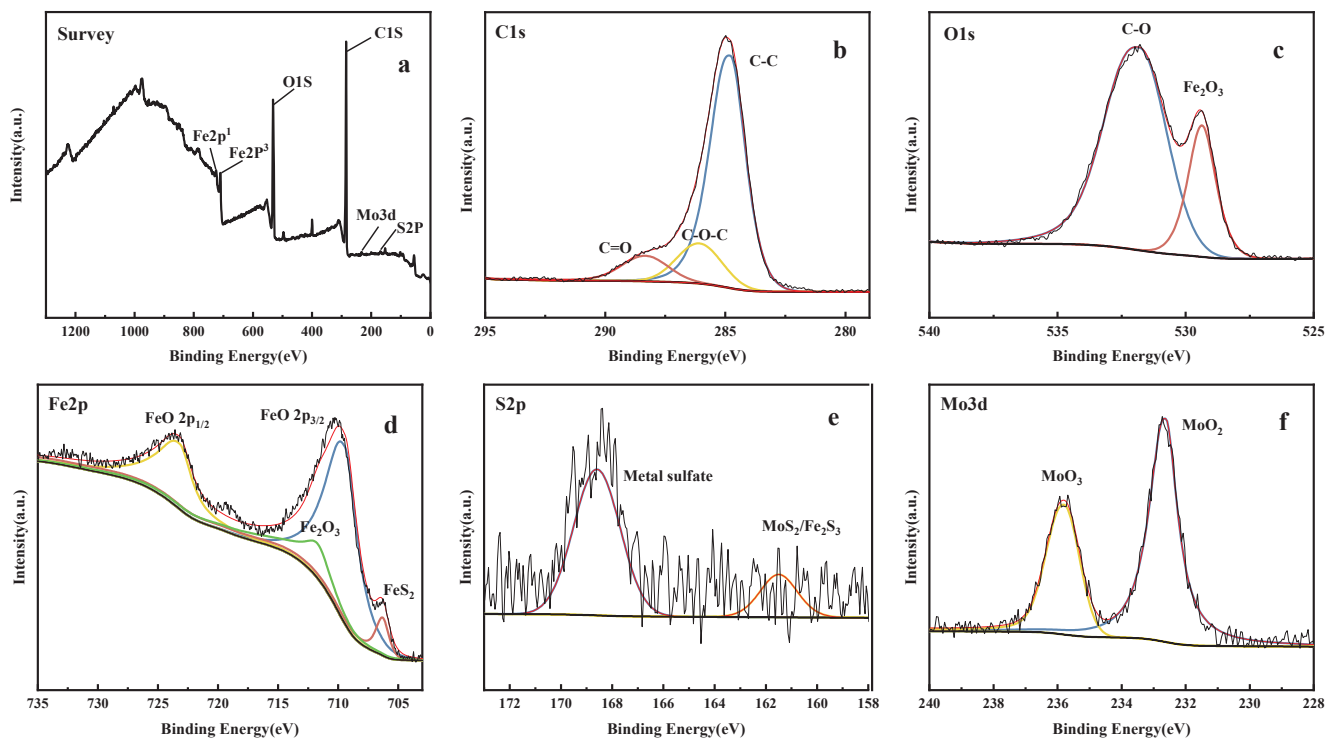 Survey
a
C1S
O1S
Fe2p¹
Fe2P³
Mo3d
S2P
Intensity(a.u.)
1200 1000 800 600 400 200 0
Binding Energy(eV)
C1s
b
C-C
C=O
C-O-C
Intensity(a.u.)
295 290 285 280
Binding Energy(eV)
O1s
C-O
c
Fe₂O₃
Intensity(a.u.)
540 535 530 525
Binding Energy(eV)
Fe2p
FeO 2p₁/₂
FeO 2p₃/₂
d
Fe₂O₃
FeS₂
Intensity(a.u.)
735 730 725 720 715 710 705
Binding Energy(eV)
S2p
e
Metal sulfate
MoS₂/Fe₂S₃
Intensity(a.u.)
172 170 168 166 164 162 160 158
Binding Energy(eV)
Mo3d
MoO₂
f
MoO₃
Intensity(a.u.)
240 238 236 234 232 230 228
Binding Energy(eV)